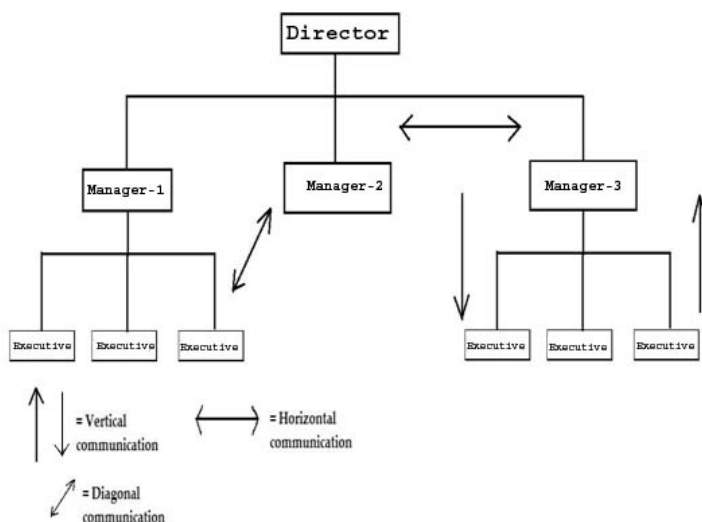 Director
Manager-1
Manager-2
Manager-3
Executive
Executive
Executive
Executive
Executive
Executive
= Vertical
communication
= Horizontal
communication
= Diagonal
communication